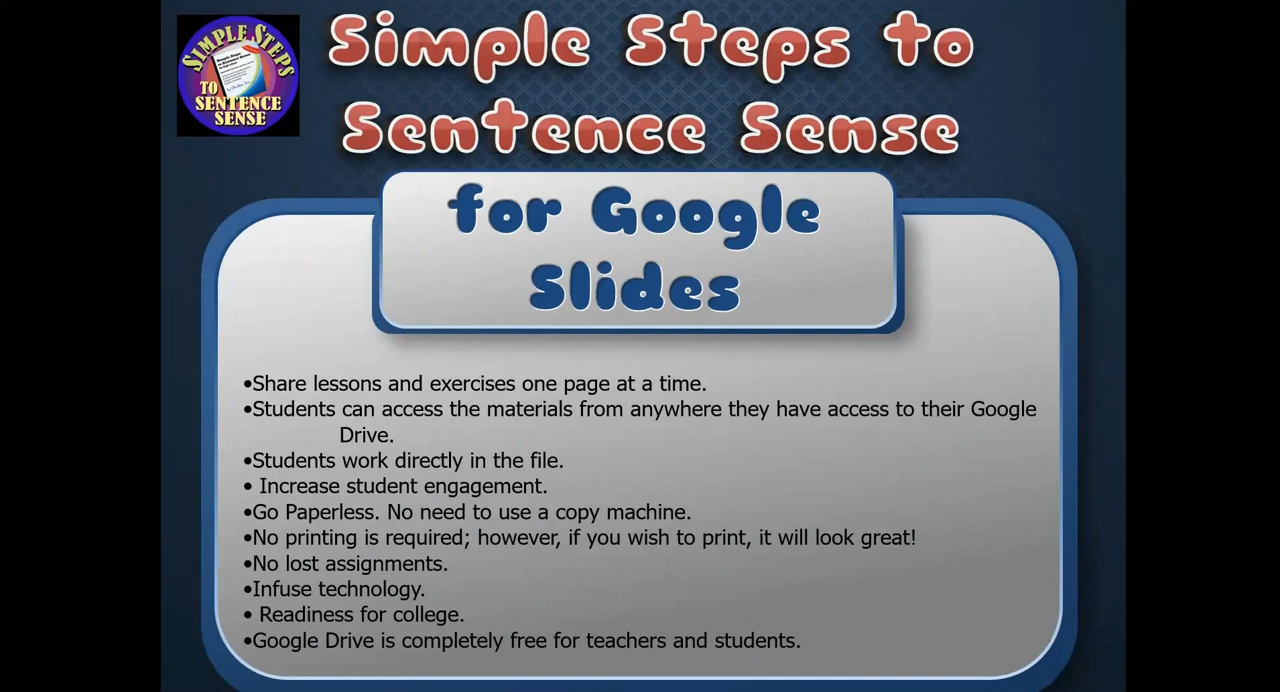 SIMPLE STEPS
TO
SENTENCE
SENSE
Simple Steps to
Sentence Sense
for Google
Slides
•Share lessons and exercises one page at a time.
•Students can access the materials from anywhere they have access to their Google
Drive.
•Students work directly in the file.
• Increase student engagement.
•Go Paperless. No need to use a copy machine.
•No printing is required; however, if you wish to print, it will look great!
•No lost assignments.
•Infuse technology.
• Readiness for college.
•Google Drive is completely free for teachers and students.